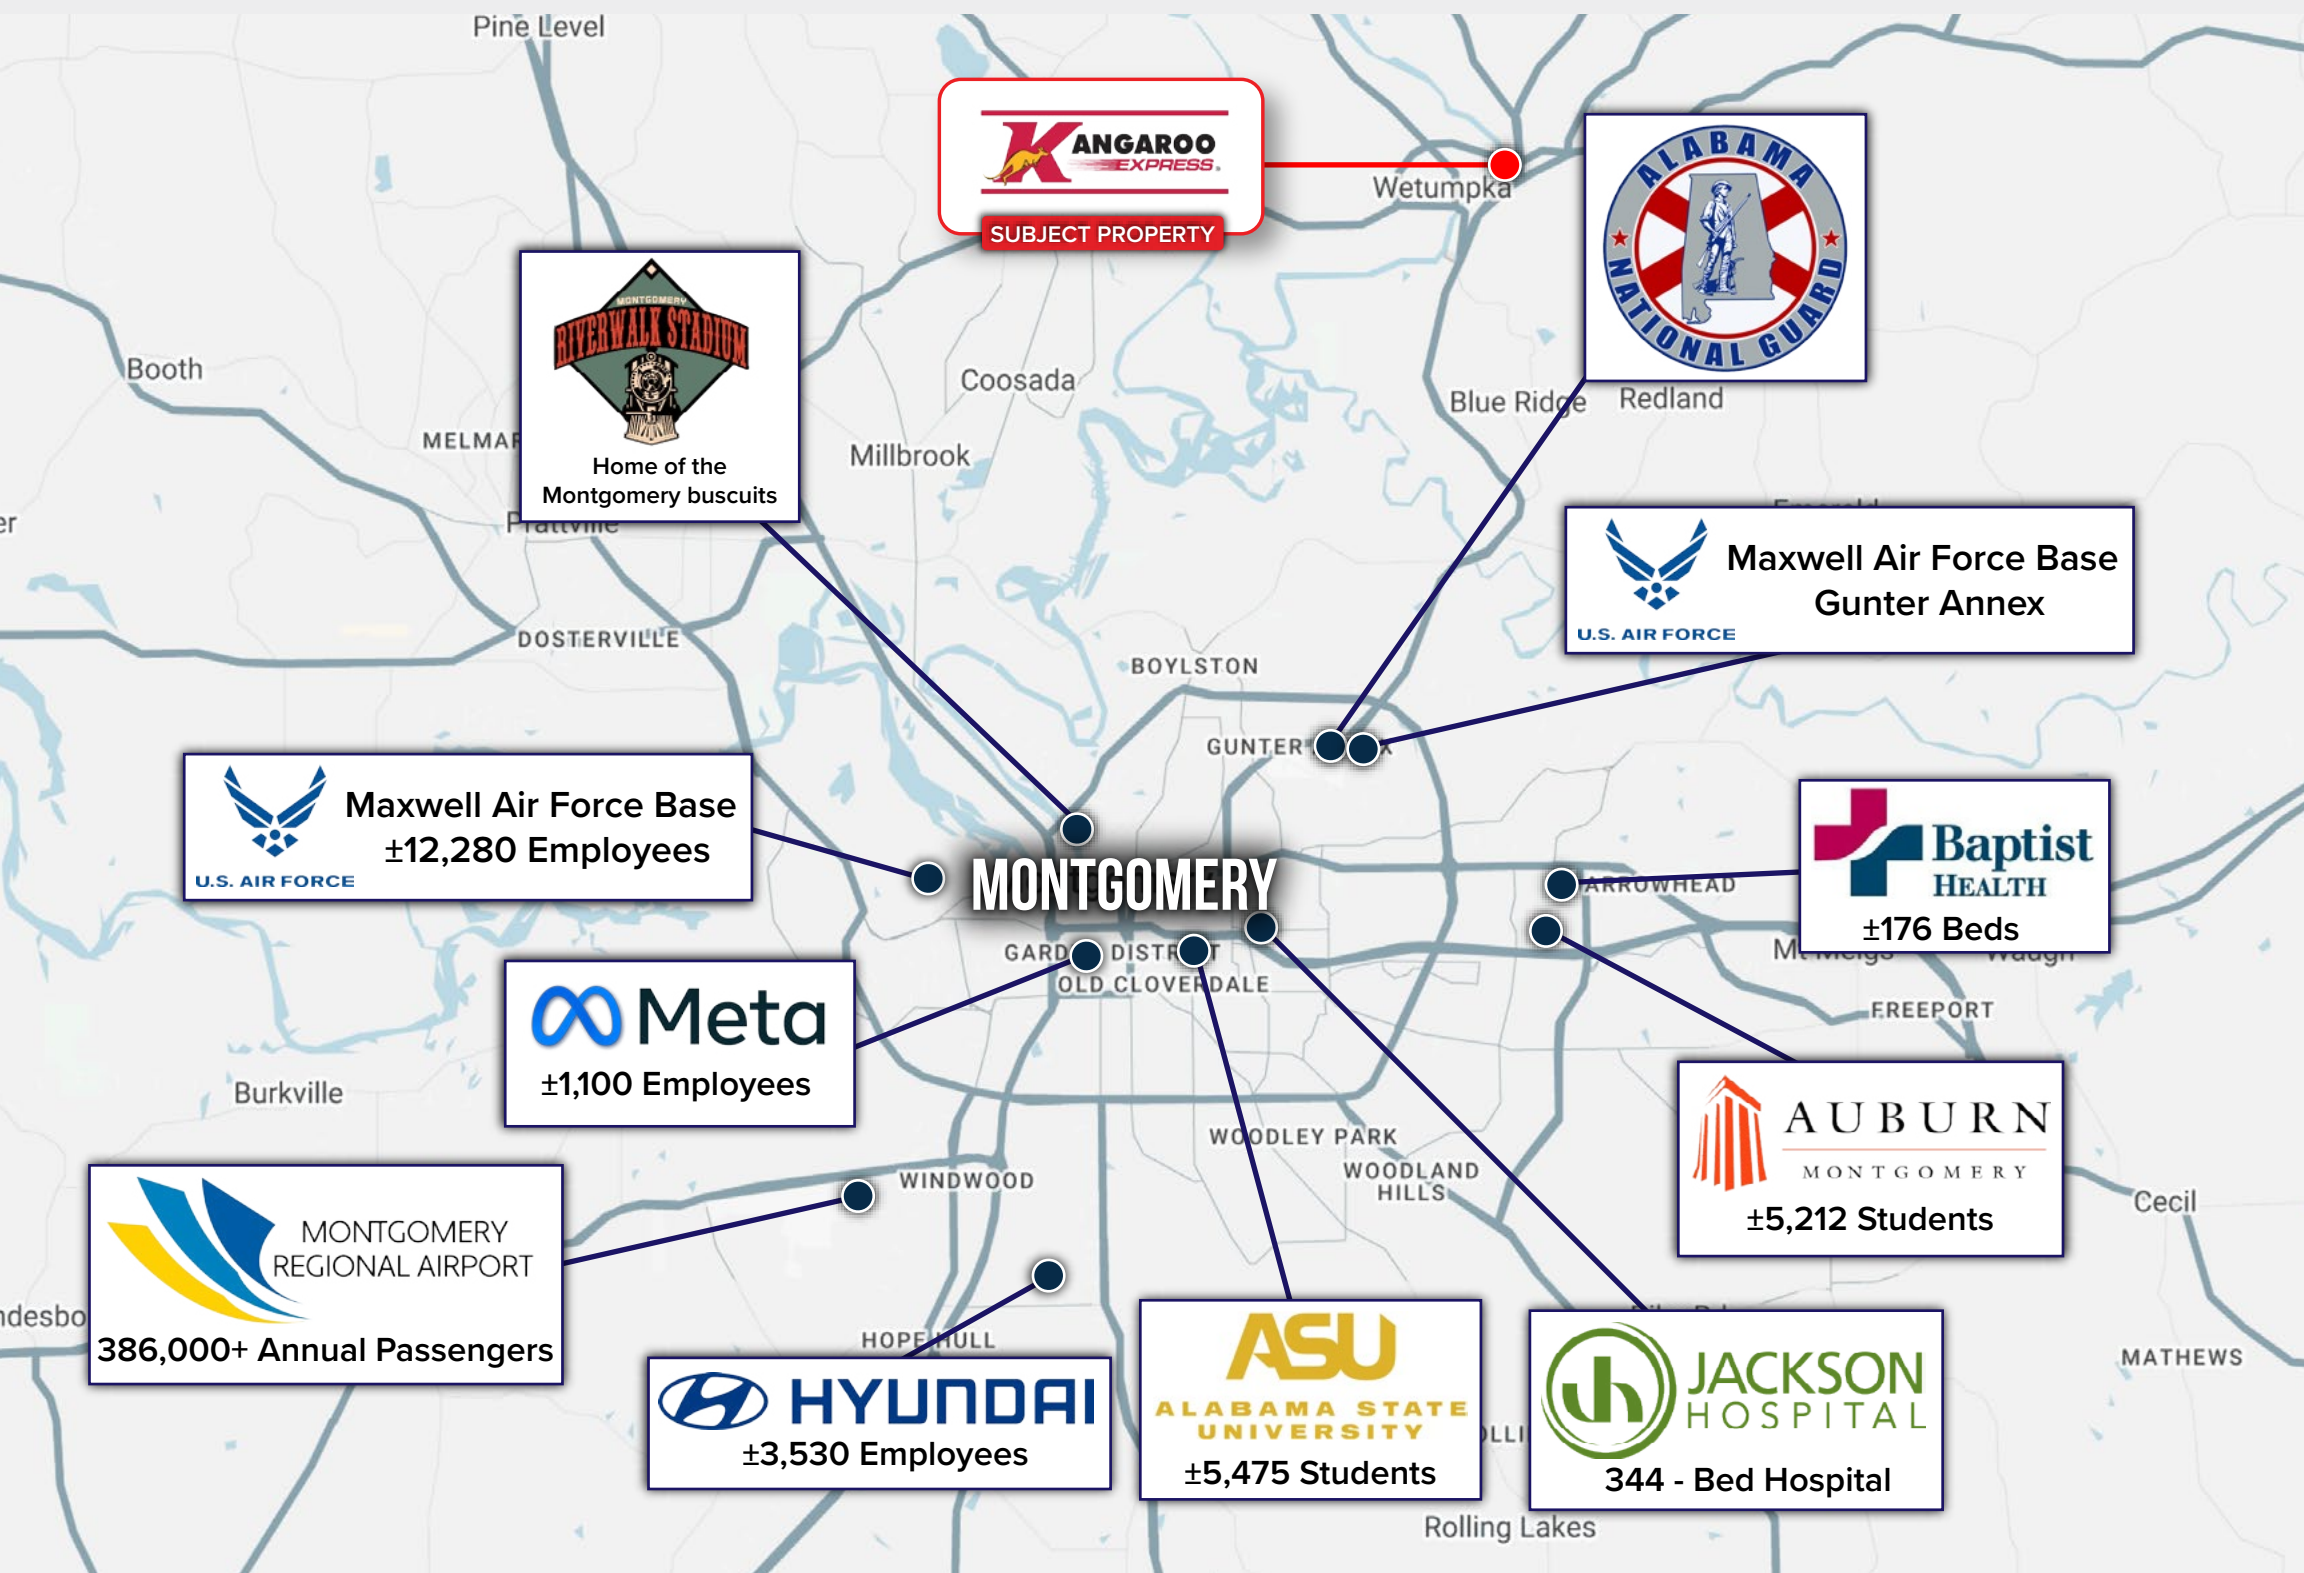 Pine Level
KANGAROO
EXPRESS
SUBJECT PROPERTY
Wetumpka
ALABAMA
NATIONAL GUARD
MONTGOMERY
RIVERWALK STADIUM
Home of the
Montgomery buscuits
Booth
Coosada
Blue Ridge
Redland
Millbrook
Prattville
DOSTERVILLE
U.S. AIR FORCE
Maxwell Air Force Base
Gunter Annex
BOYLSTON
GUNTER
U.S. AIR FORCE
Maxwell Air Force Base
±12,280 Employees
MONTGOMERY
Baptist
HEALTH
±176 Beds
ARROWHEAD
OLD CLOVERDALE
FREEPORT
Meta
±1,100 Employees
Burkville
AUBURN
MONTGOMERY
±5,212 Students
WOODLEY PARK
WOODLAND
HILLS
WINDWOOD
Cecil
MONTGOMERY
REGIONAL AIRPORT
386,000+ Annual Passengers
HOPE HULL
MATHEWS
HYUNDAI
±3,530 Employees
ASU
ALABAMA STATE
UNIVERSITY
±5,475 Students
JACKSON
HOSPITAL
344 - Bed Hospital
Rolling Lakes